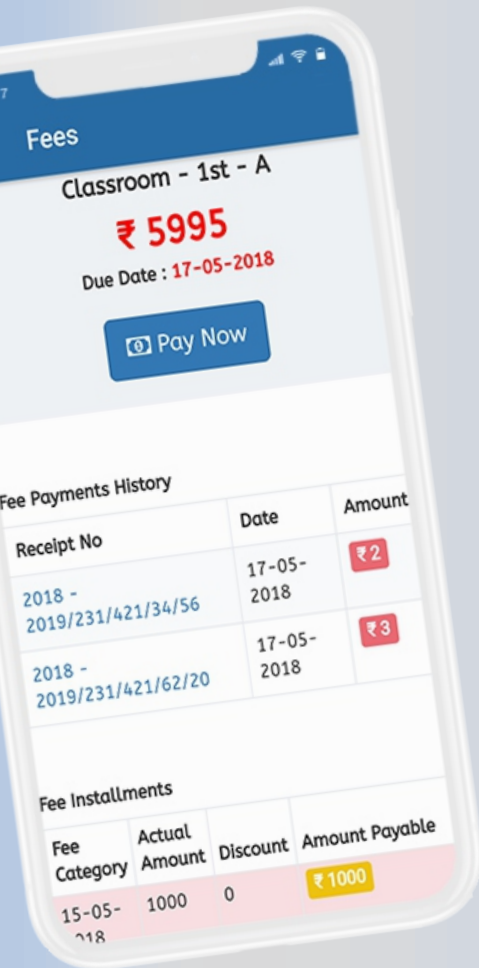 7
Fees
Classroom - 1st - A
₹ 5995
Due Date : 17-05-2018
Pay Now
Fee Payments History
Receipt No Date Amount
2018 -
2019/231/421/34/56
17-05-
2018
₹ 2
2018 -
2019/231/421/62/20
17-05-
2018
₹ 3
Fee Installments
Fee
Category
Actual
Amount
Discount
Amount Payable
15-05-
1000
0
₹ 1000